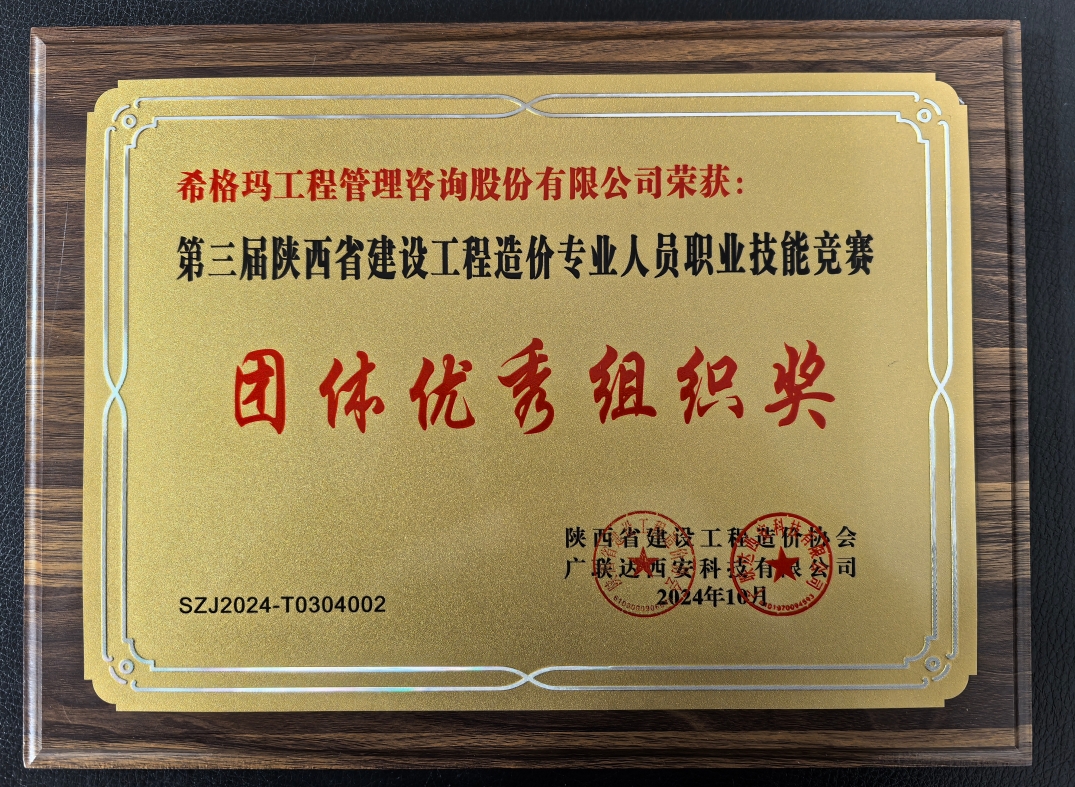 希格玛工程管理咨询股份有限公司荣获：
第三届陕西省建设工程造价专业人员职业技能竞赛
团体优秀组织奖
陕西省建设工程造价协会
广联达西安科技有限公司
2024年10月
SZJ2024-T0304002